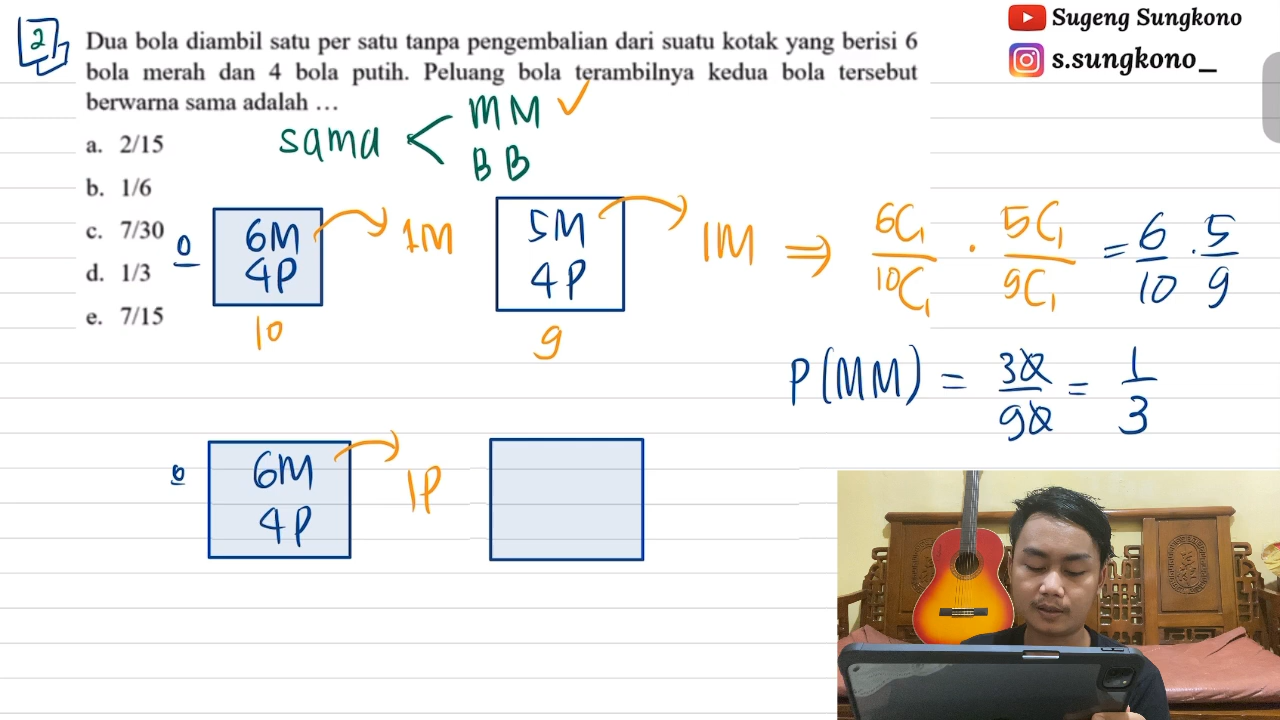 Sugeng Sungkono
s.sungkono_
2
Dua bola diambil satu per satu tanpa pengembalian dari suatu kotak yang berisi 6
bola merah dan 4 bola putih. Peluang bola terambilnya kedua bola tersebut
berwarna sama adalah ...
sama < MM ✓
BB
a. 2/15
b. 1/6
c. 7/30
d. 1/3
e. 7/15
6M
4P
10
1M
5M
4P
9
1M ⇒ 6C₁/10C₁ . 5C₁/9C₁ = 6/10 . 5/9
P(MM) = 30/90 = 1/3
6M
4P
1P